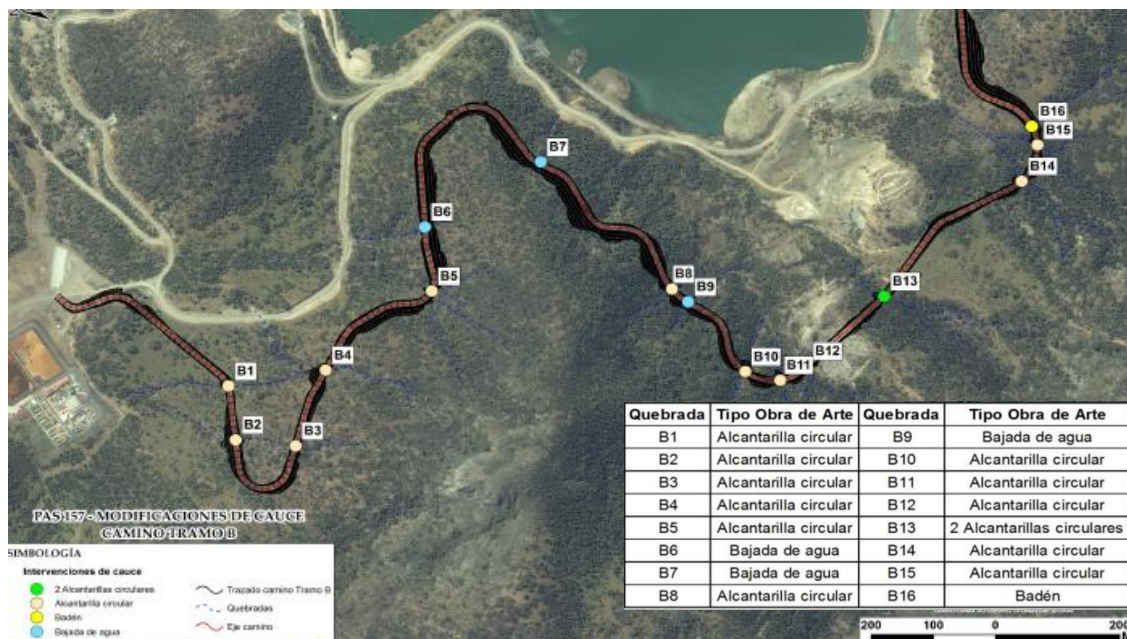 B16
B15
B14
B7
B6
B5
B8
B9
B13
B4
B1
B10
B11
B12
B2
B3
Quebrada Tipo Obra de Arte Quebrada Tipo Obra de Arte
B1 Alcantarilla circular B9 Bajada de agua
B2 Alcantarilla circular B10 Alcantarilla circular
B3 Alcantarilla circular B11 Alcantarilla circular
B4 Alcantarilla circular B12 Alcantarilla circular
B5 Alcantarilla circular B13 2 Alcantarillas circulares
B6 Bajada de agua B14 Alcantarilla circular
B7 Bajada de agua B15 Alcantarilla circular
B8 Alcantarilla circular B16 Badén
PAS 157 - MODIFICACIONES DE CAUCE
CAMINO TRAMO B
SIMBOLOGÍA
Intervenciones de cauce
2 Alcantarillas circulares
Alcantarilla circular
Badén
Bajada de agua
Trazado camino Tramo B
Quebradas
Eje camino
200 100 0 200